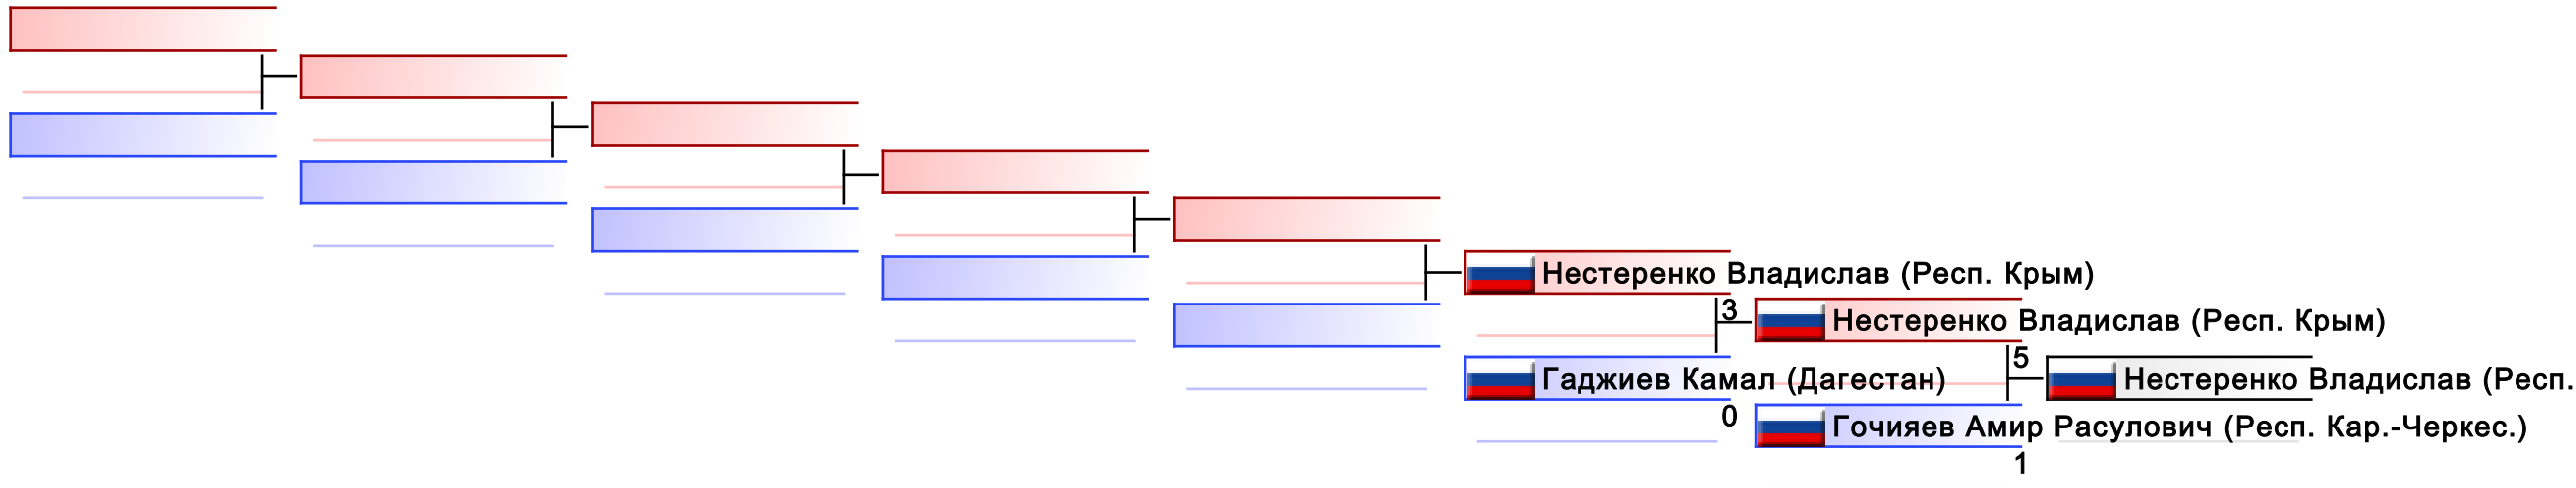 Нестеренко Владислав (Респ. Крым)
3
Нестеренко Владислав (Респ. Крым)
5
Гаджиев Камал (Дагестан)
Нестеренко Владислав (Респ.
0
Гочияев Амир Расулович (Респ. Кар.-Черкес.)
1